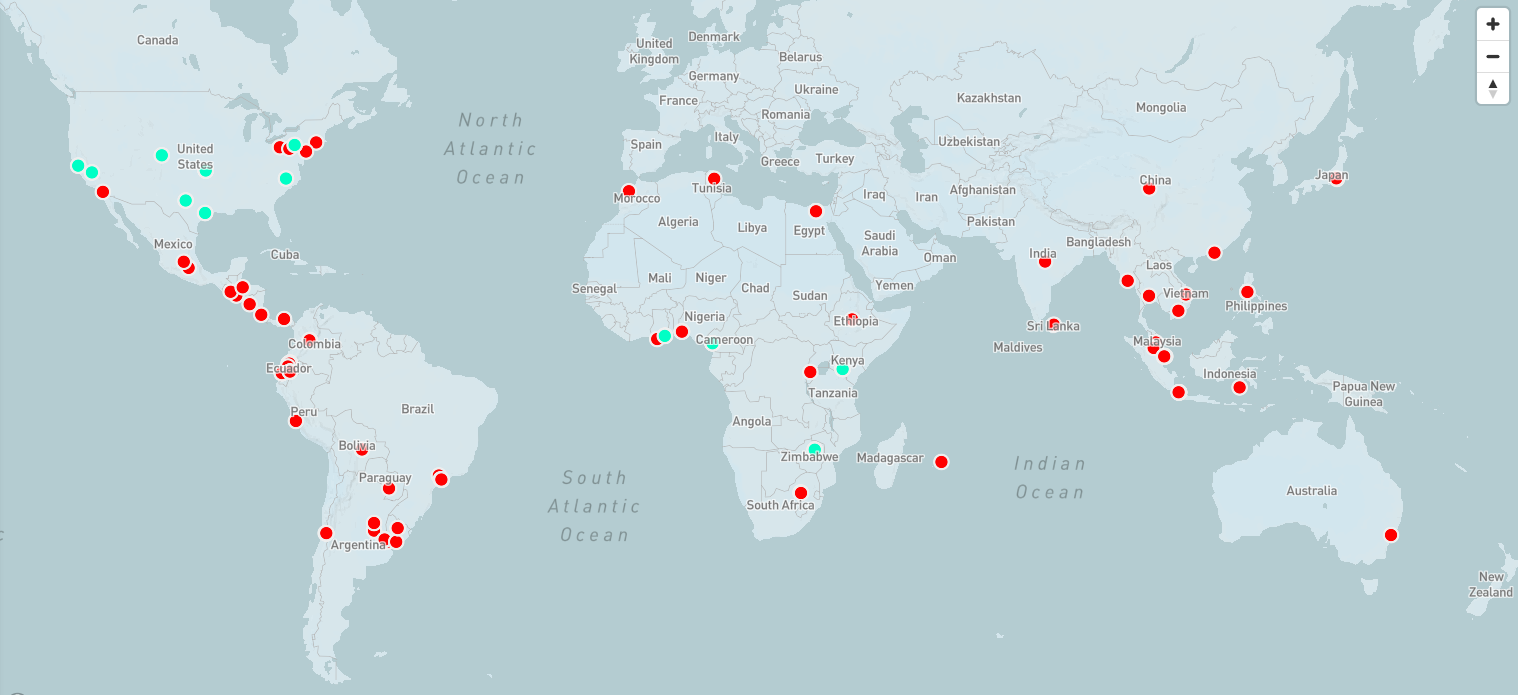 Canada
United
Kingdom
Denmark
Belarus
Germany
Ukraine
France
Kazakhstan
Mongolia
Romania
North
Atlantic
Ocean
United
States
Spain
Italy
Greece
Turkey
Uzbekistan
Morocco
Tunisia
Iraq
Iran
Afghanistan
China
Japan
Algeria
Libya
Egypt
Pakistan
Mexico
Cuba
Saudi
Arabia
Oman
India
Bangladesh
Laos
Senegal
Mali
Niger
Chad
Sudan
Yemen
Vietnam
Philippines
Nigeria
Cameroon
Ethiopia
Sri Lanka
Maldives
Malaysia
Colombia
Ecuador
Kenya
Tanzania
Indonesia
Papua New
Guinea
Peru
Brazil
Angola
Bolivia
Zimbabwe
Madagascar
Paraguay
South
Atlantic
Ocean
Indian
Ocean
South Africa
Australia
Argentina
New
Zealand